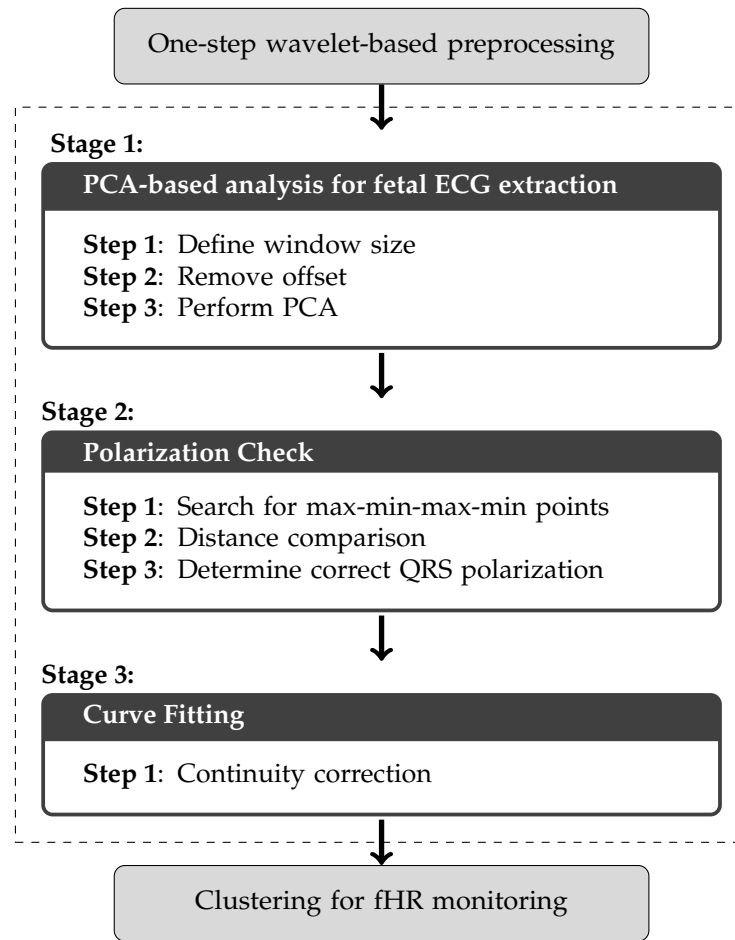 One-step wavelet-based preprocessing
Stage 1:
PCA-based analysis for fetal ECG extraction
Step 1: Define window size
Step 2: Remove offset
Step 3: Perform PCA
Stage 2:
Polarization Check
Step 1: Search for max-min-max-min points
Step 2: Distance comparison
Step 3: Determine correct QRS polarization
Stage 3:
Curve Fitting
Step 1: Continuity correction
Clustering for fHR monitoring